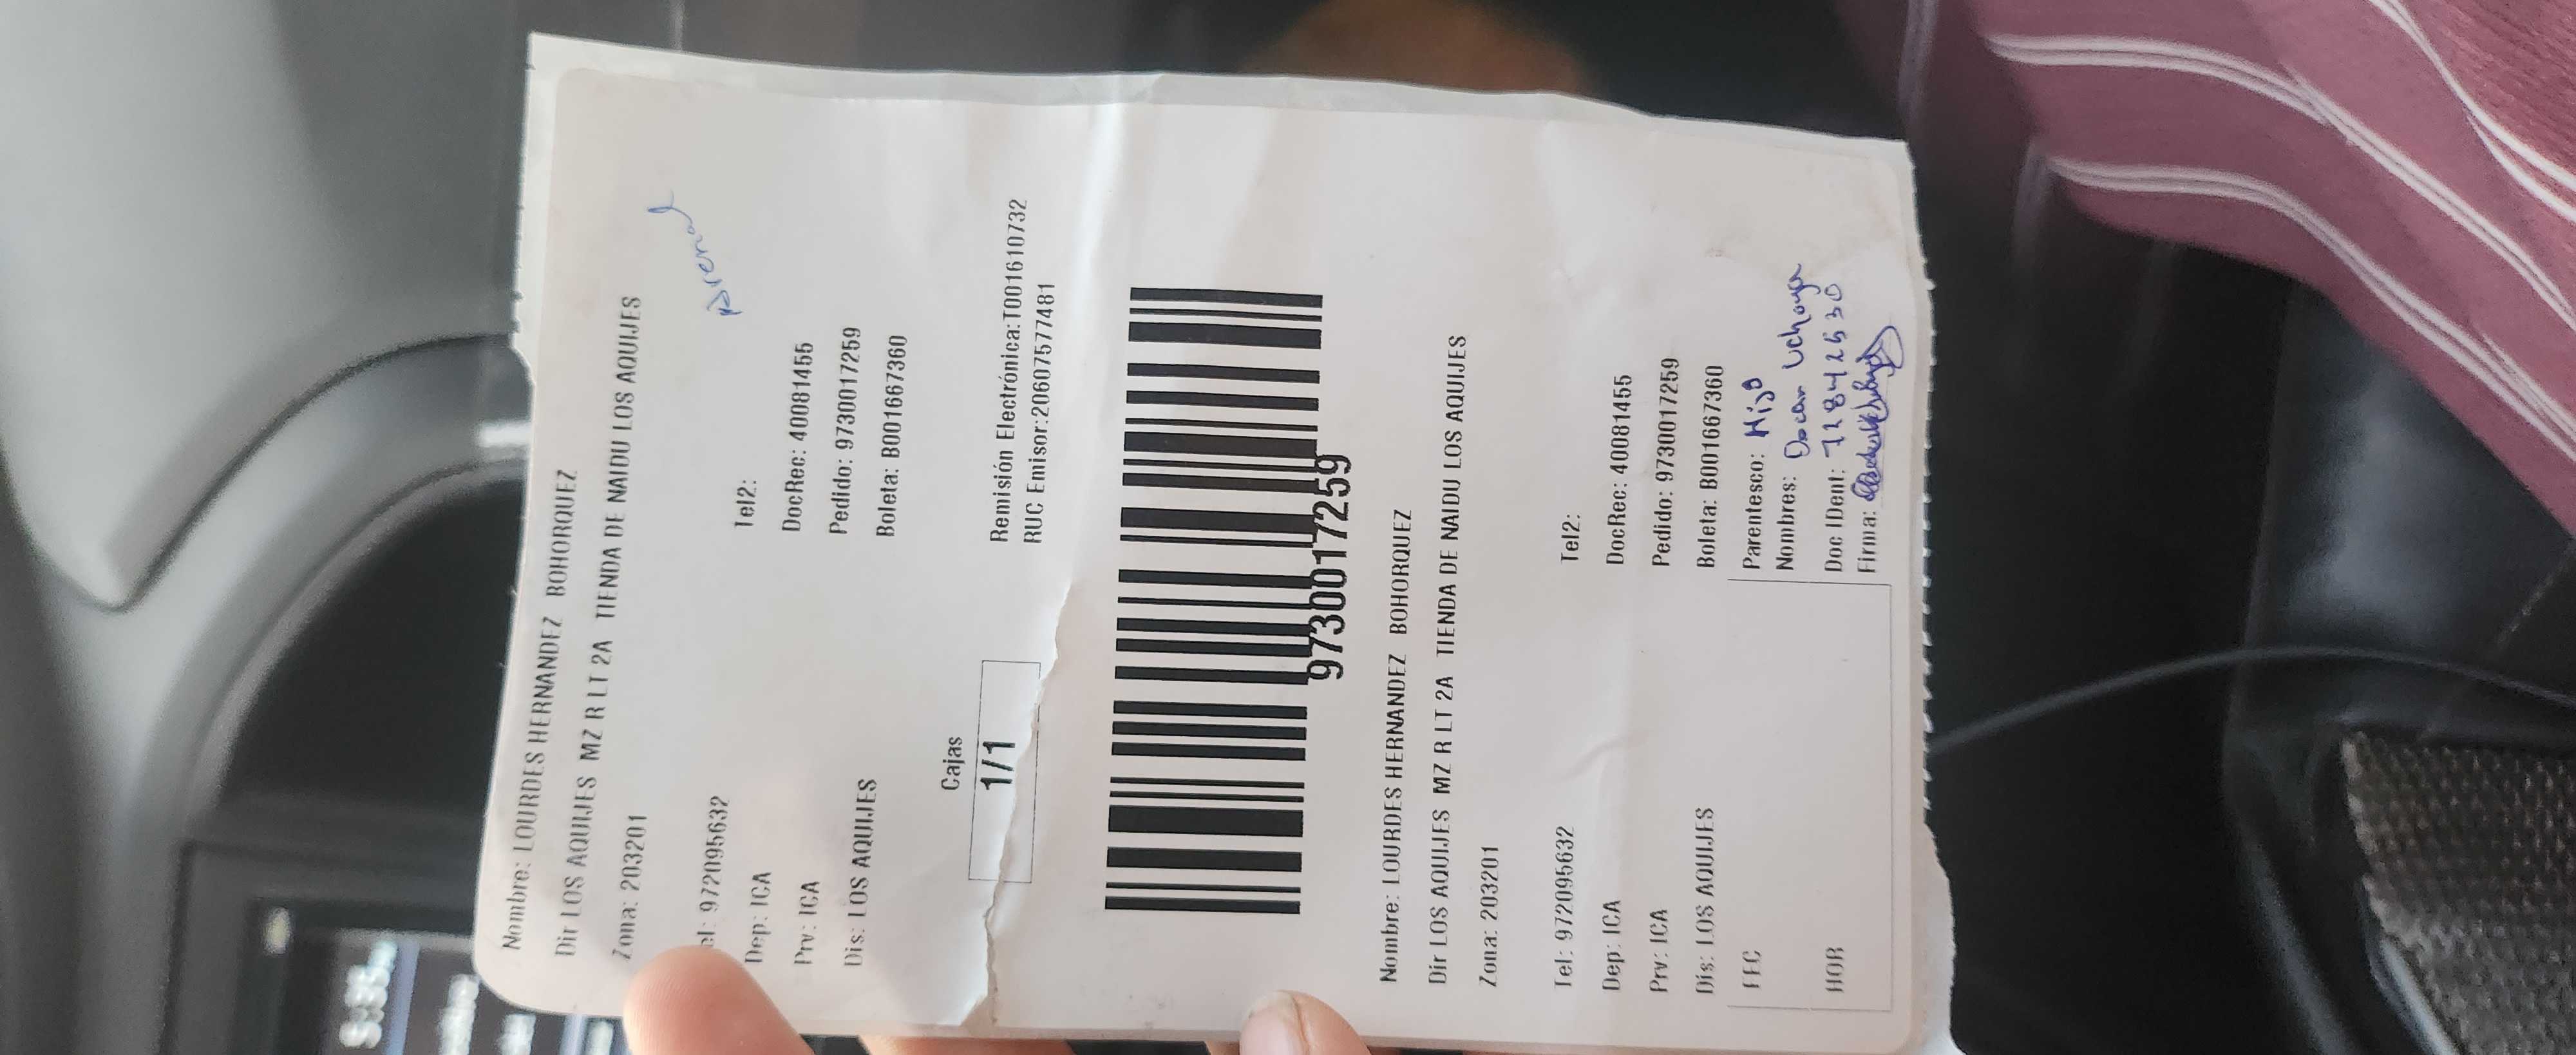 Nombre: LOURDES HERNANDEZ BOHORQUEZ
Dir LOS AQUIJES MZ R LT 2A TIENDA DE NAIDU LOS AQUIJES
Zona: 203201
el: 972095632 Tel2:
Dep: ICA DocRec: 40081455
Prv: ICA Pedido: 9730017259
Dis: LOS AQUIJES Boleta: B001667360
Cajas
1/1
Remisión Electrónica:T001610732
RUC Emisor:20607577481
9730017259
Nombre: LOURDES HERNANDEZ BOHORQUEZ
Dir LOS AQUIJES MZ R LT 2A TIENDA DE NAIDU LOS AQUIJES
Zona: 203201
Tel: 972095632 Tel2:
Dep: ICA DocRec: 40081455
Prv: ICA Pedido: 9730017259
Dis: LOS AQUIJES Boleta: B001667360
FEC
HOR
Parentesco: Hijo
Nombres: Oscar Uchuya
Doc IDent: 71842630
Firma: